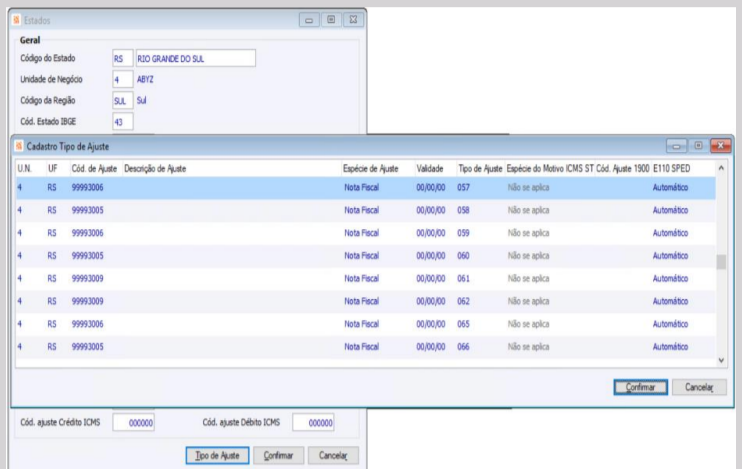 Estados
Geral
Código do Estado RS RIO GRANDE DO SUL
Unidade de Negócio 4 ABYZ
Código da Região SUL Sul
Cód. Estado IBGE 43
Cadastro Tipo de Ajuste
U.N. UF Cód. de Ajuste Descrição de Ajuste Espécie de Ajuste Validade Tipo de Ajuste Espécie do Motivo ICMS ST Cód. Ajuste 1900 E110 SPED
4 RS 99993006 Nota Fiscal 00/00/00 057 Não se aplica Automático
4 RS 99993005 Nota Fiscal 00/00/00 058 Não se aplica Automático
4 RS 99993006 Nota Fiscal 00/00/00 059 Não se aplica Automático
4 RS 99993005 Nota Fiscal 00/00/00 060 Não se aplica Automático
4 RS 99993009 Nota Fiscal 00/00/00 061 Não se aplica Automático
4 RS 99993009 Nota Fiscal 00/00/00 062 Não se aplica Automático
4 RS 99993006 Nota Fiscal 00/00/00 065 Não se aplica Automático
4 RS 99993005 Nota Fiscal 00/00/00 066 Não se aplica Automático
Confirmar Cancelar
Cód. ajuste Crédito ICMS 000000 Cód. ajuste Débito ICMS 000000
Tipo de Ajuste Confirmar Cancelar